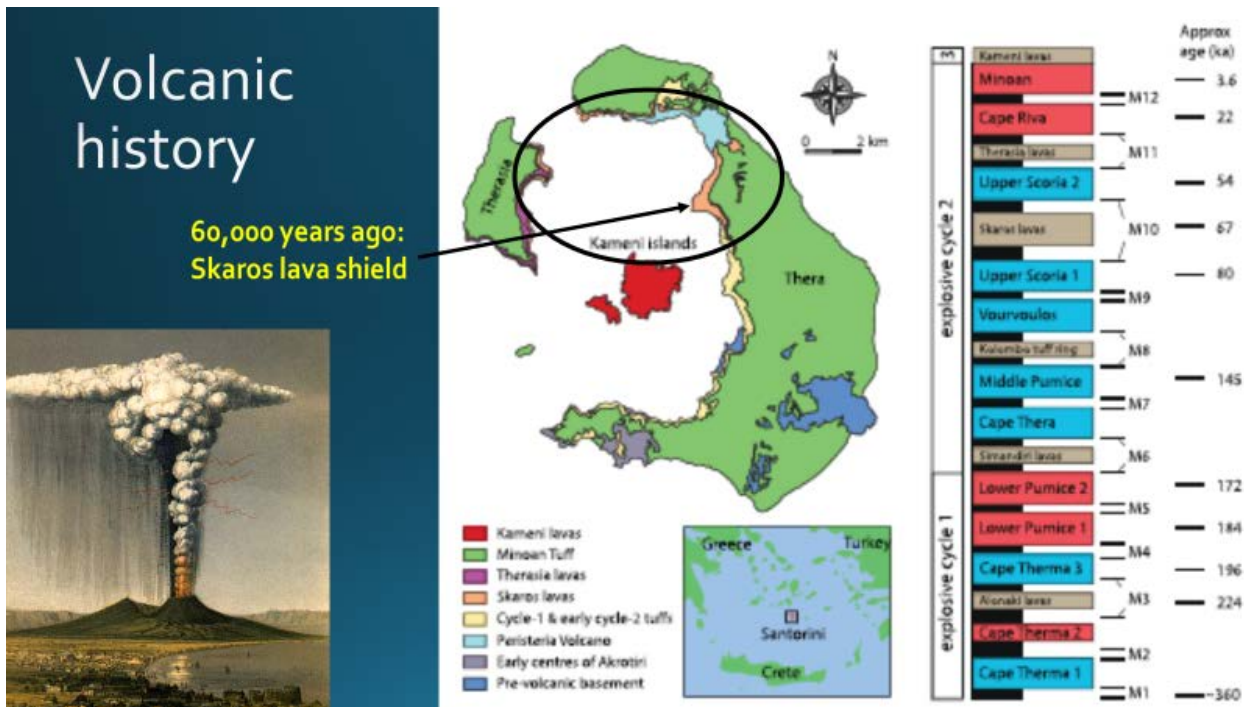 Volcanic
history
60,000 years ago:
Skaros lava shield
N
0 2 km
Therasia
Kameni islands
Thera
Kameni lavas
Minoan Tuff
Therasia lavas
Skaros lavas
Cycle-1 & early cycle-2 tuffs
Peristeria Volcano
Early centres of Akrotiri
Pre-volcanic basement
Greece
Turkey
Santorini
Crete
3
explosive cycle 2
explosive cycle 1
Approx
age (ka)
Kameni lavas
Minoan
3.6
M12
Cape Riva
22
Therasia lavas
M11
Upper Scoria 2
54
Skaros lavas
M10
67
Upper Scoria 1
80
M9
Vourvoulos
Kolumbo tuff ring
M8
Middle Pumice
145
M7
Cape Thera
Simandiri lavas
M6
Lower Pumice 2
172
M5
Lower Pumice 1
184
M4
Cape Therma 3
196
Alonaki lavas
M3
224
Cape Therma 2
M2
Cape Therma 1
M1
~360